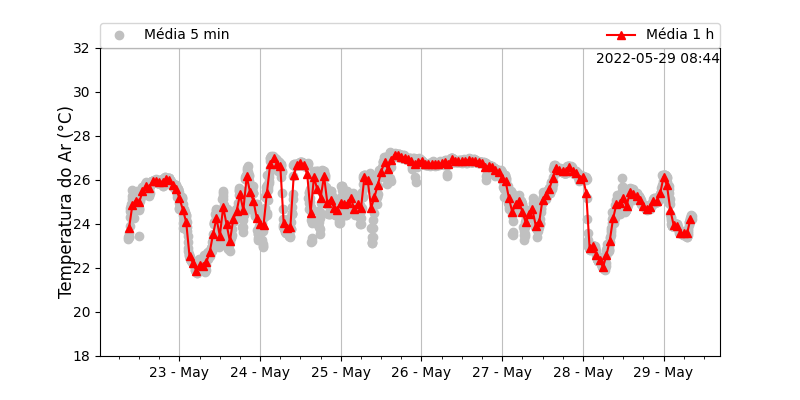 Média 5 min
Média 1 h
2022-05-29 08:44
Temperatura do Ar (°C)
32
30
28
26
24
22
20
18
23 - May
24 - May
25 - May
26 - May
27 - May
28 - May
29 - May